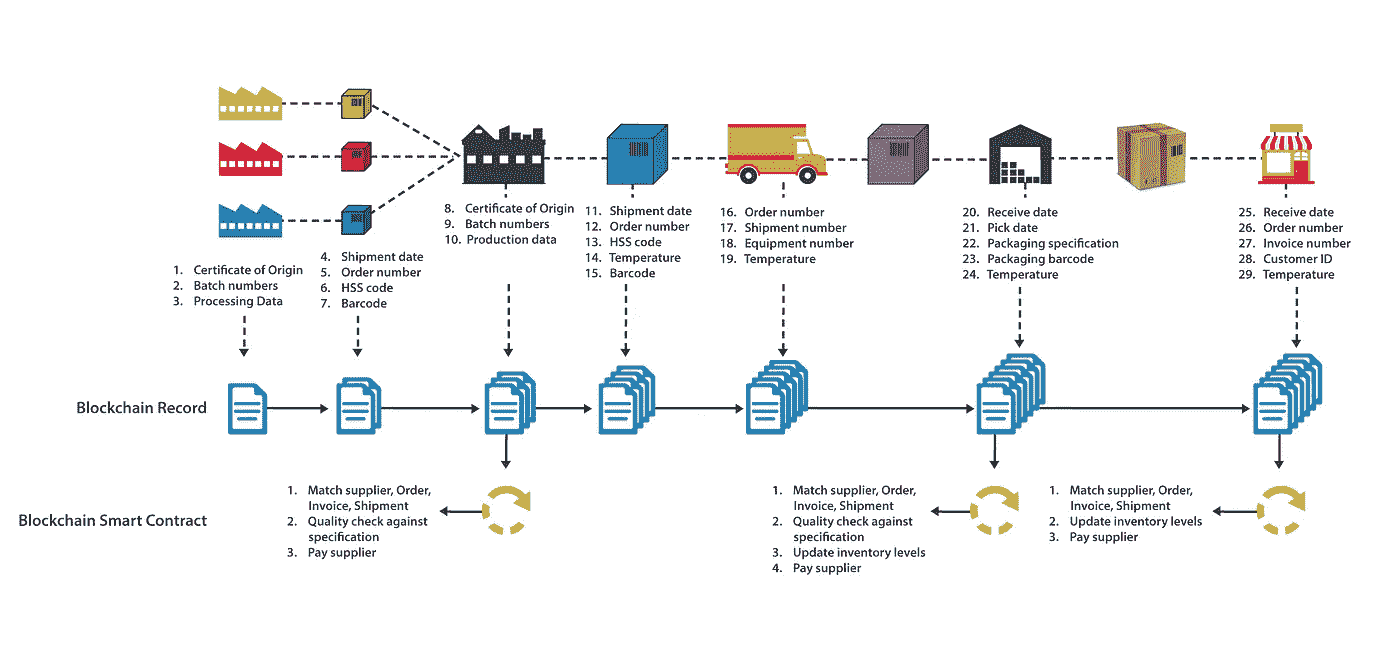 1. Certificate of Origin
2. Batch numbers
3. Processing Data
4. Shipment date
5. Order number
6. HSS code
7. Barcode
8. Certificate of Origin
9. Batch numbers
10. Production data
11. Shipment date
12. Order number
13. HSS code
14. Temperature
15. Barcode
16. Order number
17. Shipment number
18. Equipment number
19. Temperature
20. Receive date
21. Pick date
22. Packaging specification
23. Packaging barcode
24. Temperature
25. Receive date
26. Order number
27. Invoice number
28. Customer ID
29. Temperature
Blockchain Record
Blockchain Smart Contract
1. Match supplier, Order,
Invoice, Shipment
2. Quality check against
specification
3. Pay supplier
1. Match supplier, Order,
Invoice, Shipment
2. Quality check against
specification
3. Update inventory levels
4. Pay supplier
1. Match supplier, Order,
Invoice, Shipment
2. Update inventory levels
3. Pay supplier